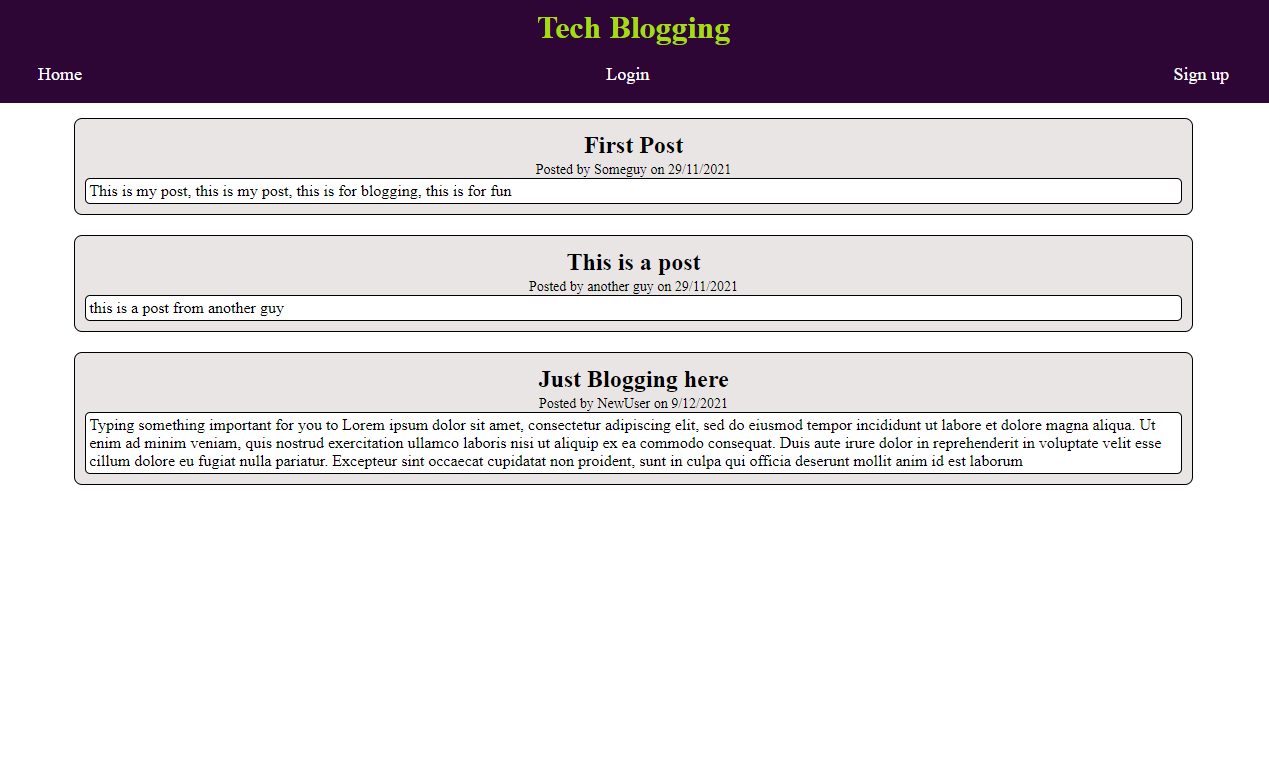 Tech Blogging
Home Login Sign up
First Post
Posted by Someguy on 29/11/2021
This is my post, this is my post, this is for blogging, this is for fun
This is a post
Posted by another guy on 29/11/2021
this is a post from another guy
Just Blogging here
Posted by NewUser on 9/12/2021
Typing something important for you to Lorem ipsum dolor sit amet, consectetur adipiscing elit, sed do eiusmod tempor incididunt ut labore et dolore magna aliqua. Ut
enim ad minim veniam, quis nostrud exercitation ullamco laboris nisi ut aliquip ex ea commodo consequat. Duis aute irure dolor in reprehenderit in voluptate velit esse
cillum dolore eu fugiat nulla pariatur. Excepteur sint occaecat cupidatat non proident, sunt in culpa qui officia deserunt mollit anim id est laborum